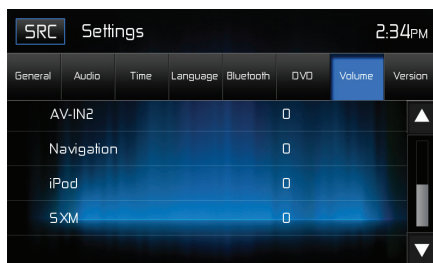 SRC Settings 2:34PM
General Audio Time Language Bluetooth DVD Volume Version
AV-IN2 0
Navigation 0
iPod 0
SXM 0